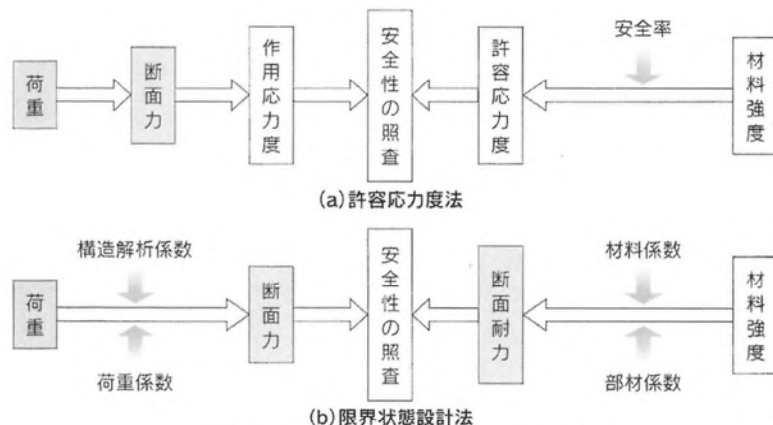 安全率
荷重
断面力
作用応力度
安全性の照査
許容応力度
材料強度
(a)許容応力度法
構造解析係数
材料係数
荷重
断面力
安全性の照査
断面耐力
材料強度
荷重係数
部材係数
(b)限界状態設計法